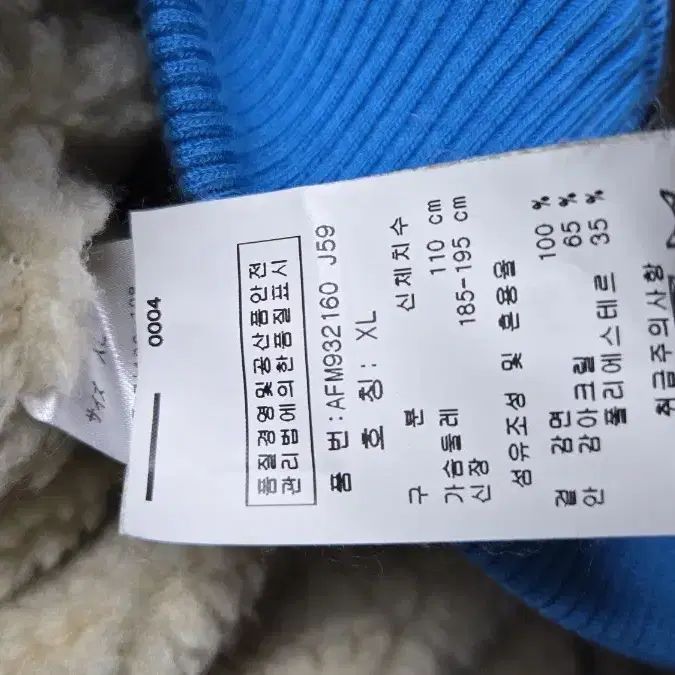 0004
품질경영및공산품안전
관리법에의한품질표시
품 번:AFM932160 J59
호 칭: XL
구 분 신체치수
가슴둘레 110 cm
신장 185-195 cm
섬유조성 및 혼용율
겉감 면 100 %
안감 아크릴 65 %
폴리에스테르 35 %
취급주의사항
サイズ